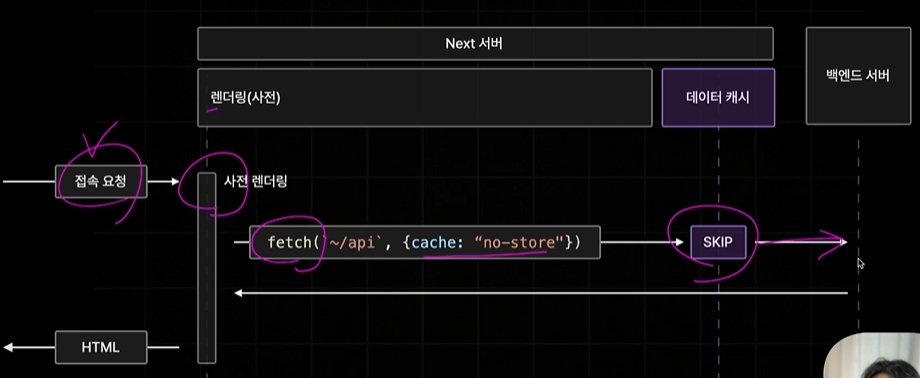 Next 서버
백엔드 서버
렌더링(사전)
데이터 캐시
접속 요청
사전 렌더링
fetch(`~/api`, {cache: “no-store"})
SKIP
HTML